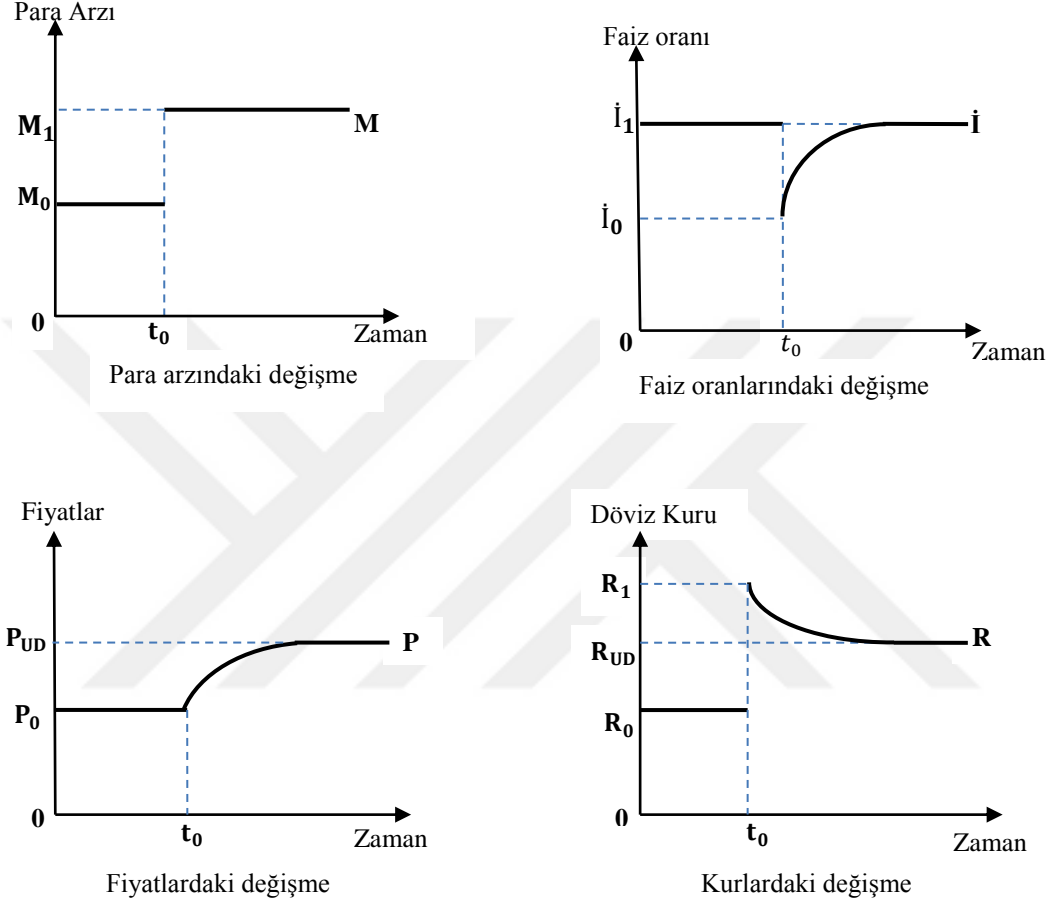 Para Arzı
M₁
M
M₀
0
t₀
Zaman
Para arzındaki değişme
Faiz oranı
İ₁
İ
İ₀
0
t₀
Zaman
Faiz oranlarındaki değişme
Fiyatlar
P_UD
P
P₀
0
t₀
Zaman
Fiyatlardaki değişme
Döviz Kuru
R₁
R_UD
R
R₀
0
t₀
Zaman
Kurlardaki değişme